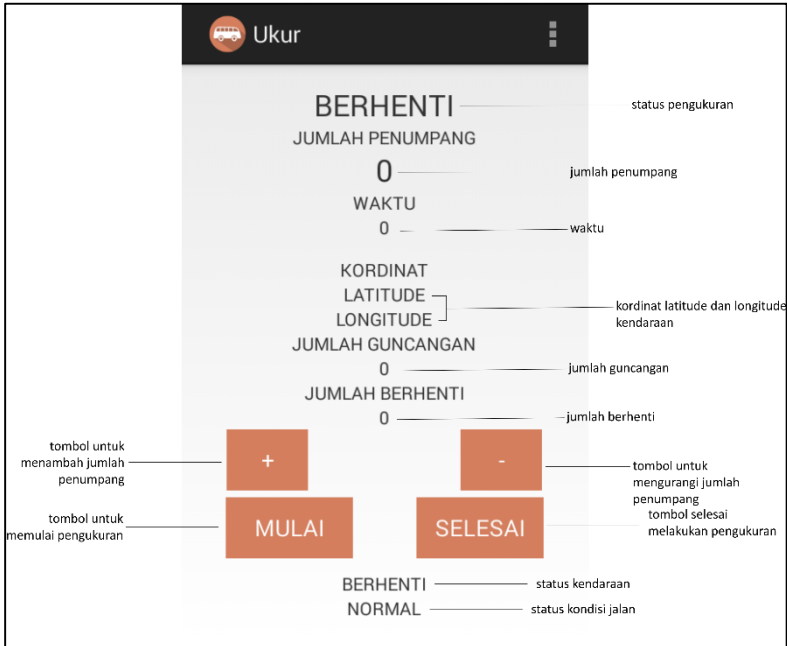 Ukur
BERHENTI
status pengukuran
JUMLAH PENUMPANG
0
jumlah penumpang
WAKTU
0
waktu
KORDINAT
LATITUDE
LONGITUDE
kordinat latitude dan longitude
kendaraan
JUMLAH GUNCANGAN
0
jumlah guncangan
JUMLAH BERHENTI
0
jumlah berhenti
tombol untuk
menambah jumlah
penumpang
+
-
tombol untuk
mengurangi jumlah
penumpang
tombol untuk
memulai pengukuran
MULAI
SELESAI
tombol selesai
melakukan pengukuran
BERHENTI
status kendaraan
NORMAL
status kondisi jalan